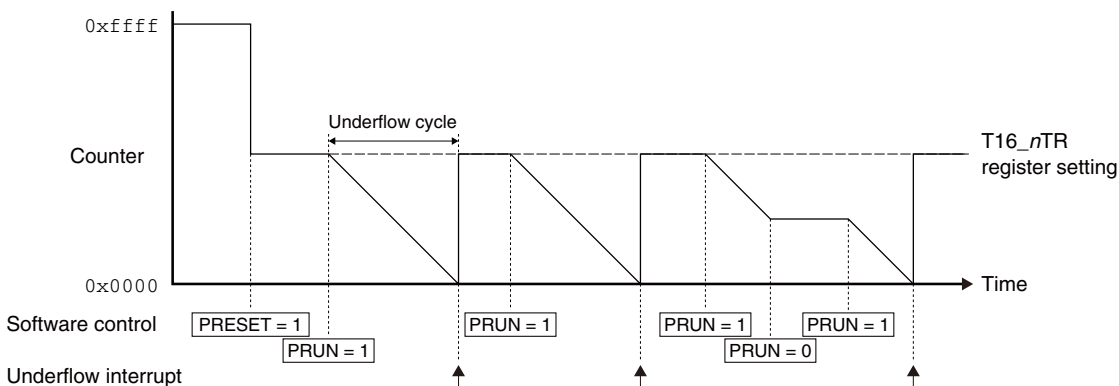 0xffff
Underflow cycle
Counter
T16_nTR
register setting
0x0000
Time
Software control
PRESET = 1
PRUN = 1
PRUN = 1
PRUN = 1
PRUN = 1
PRUN = 0
Underflow interrupt